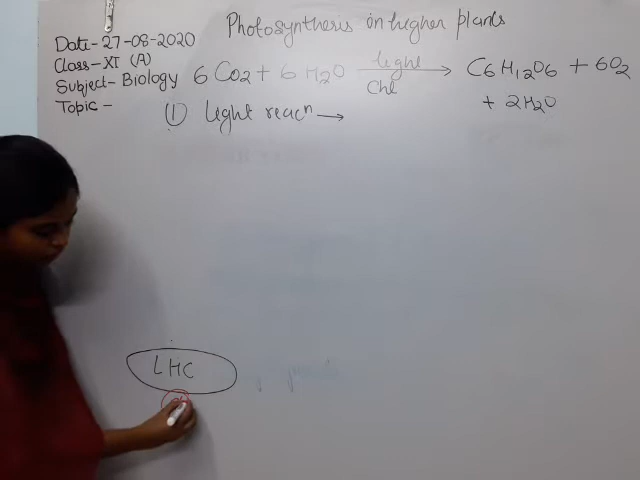 Photosynthesis in higher plants
Date- 27-08-2020
Class- XI (A)
Subject- Biology
Topic -
6 CO2 + 6 H2O light Chl → C6H12O6 + 6O2
+ 2H2O
① Light reacn →
LHC